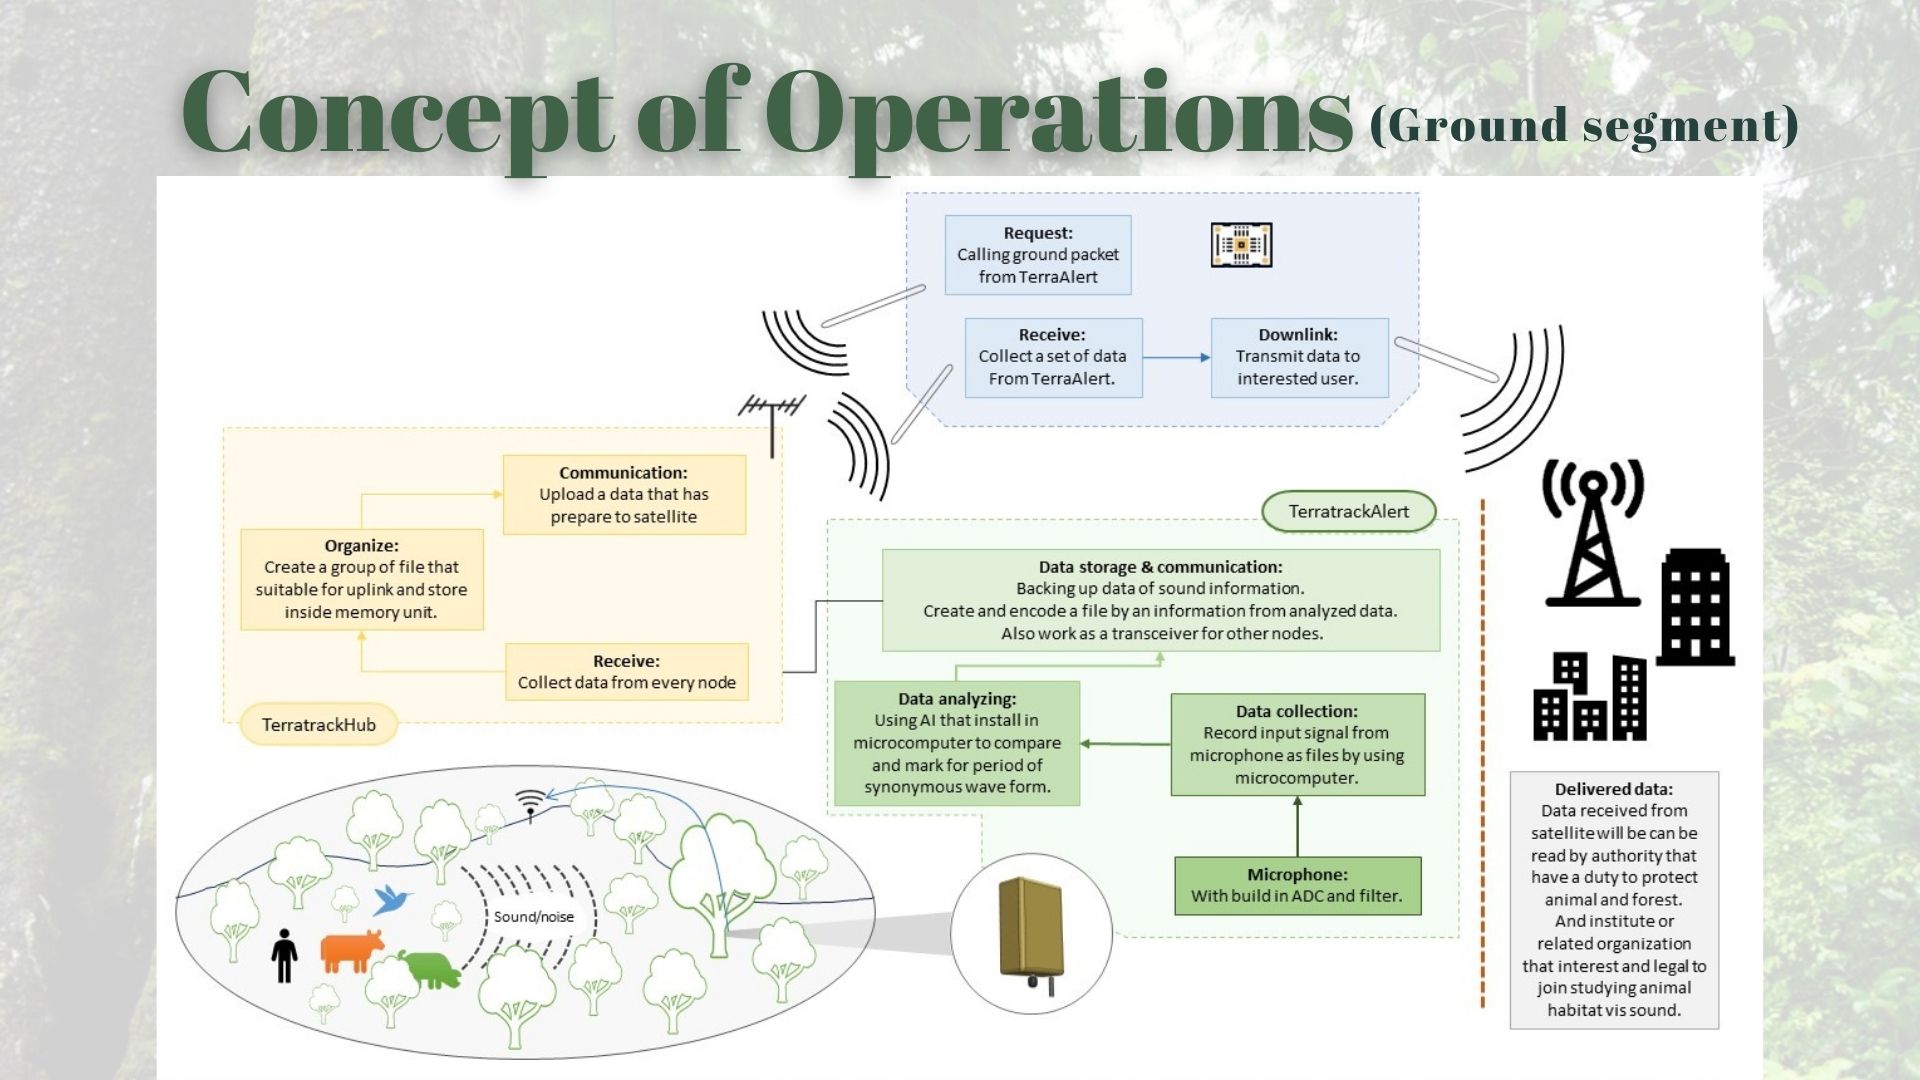 Concept of Operations (Ground segment)
Request:
Calling ground packet
from TerraAlert
Receive:
Collect a set of data
From TerraAlert.
Downlink:
Transmit data to
interested user.
Communication:
Upload a data that has
prepare to satellite
Organize:
Create a group of file that
suitable for uplink and store
inside memory unit.
Receive:
Collect data from every node
TerratrackHub
TerratrackAlert
Data storage & communication:
Backing up data of sound information.
Create and encode a file by an information from analyzed data.
Also work as a transceiver for other nodes.
Data analyzing:
Using AI that install in
microcomputer to compare
and mark for period of
synonymous wave form.
Data collection:
Record input signal from
microphone as files by using
microcomputer.
Microphone:
With build in ADC and filter.
Sound/noise
Delivered data:
Data received from
satellite will be can be
read by authority that
have a duty to protect
animal and forest.
And institute or
related organization
that interest and legal to
join studying animal
habitat vis sound.